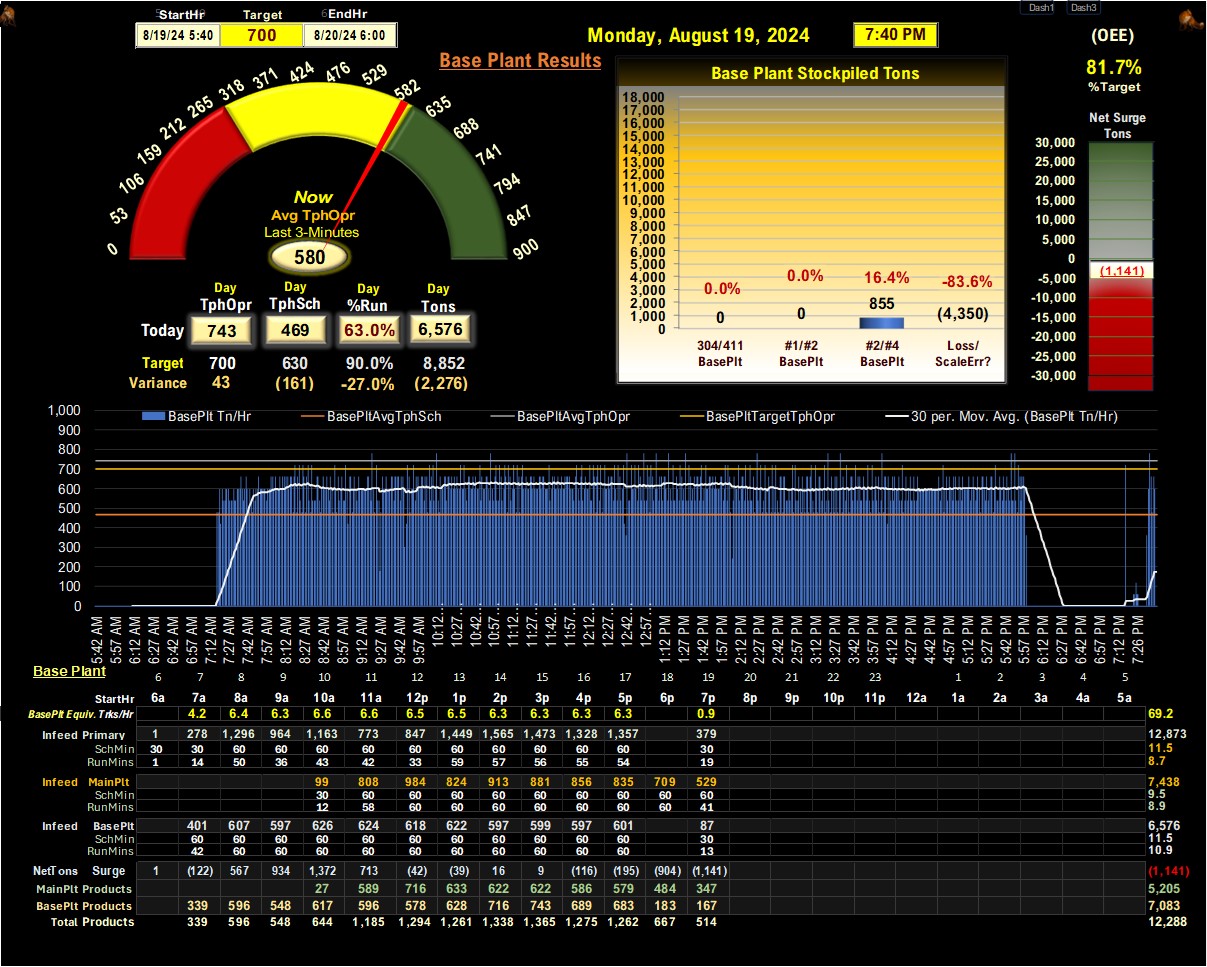 StartHr Target EndHr Dash1 Dash3
8/19/24 5:40 700 8/20/24 6:00 Monday, August 19, 2024 7:40 PM (OEE)
Base Plant Results
81.7%
%Target
0 53 106 159 212 265 318 371 424 476 529 582 635 688 741 794 847 900
Now
Avg TphOpr
Last 3-Minutes
580
Day Day Day Day
TphOpr TphSch %Run Tons
Today 743 469 63.0% 6,576
Target 700 630 90.0% 8,852
Variance 43 (161) -27.0% (2,276)
Base Plant Stockpiled Tons
18,000
17,000
16,000
15,000
14,000
13,000
12,000
11,000
10,000
9,000
8,000
7,000
6,000
5,000
4,000
3,000
2,000
1,000
0
0.0% 0.0% 16.4% -83.6%
0 0 855 (4,350)
304/411 #1/#2 #2/#4 Loss/
BasePlt BasePlt BasePlt ScaleErr?
Net Surge
Tons
30,000
25,000
20,000
15,000
10,000
5,000
0
(1,141)
-5,000
-10,000
-15,000
-20,000
-25,000
-30,000
BasePlt Tn/Hr BasePltAvgTphSch BasePltAvgTphOpr BasePltTargetTphOpr 30 per. Mov. Avg. (BasePlt Tn/Hr)
1,000
900
800
700
600
500
400
300
200
100
0
5:42 AM 5:57 AM 6:12 AM 6:27 AM 6:42 AM 6:57 AM 7:12 AM 7:27 AM 7:42 AM 7:57 AM 8:12 AM 8:27 AM 8:42 AM 8:57 AM 9:12 AM 9:27 AM 9:42 AM 9:57 AM 10:12… 10:27… 10:42… 10:57… 11:12… 11:27… 11:42… 11:57… 12:12… 12:27… 12:42… 12:57… 1:12 PM 1:27 PM 1:42 PM 1:57 PM 2:12 PM 2:27 PM 2:42 PM 2:57 PM 3:12 PM 3:27 PM 3:42 PM 3:57 PM 4:12 PM 4:27 PM 4:42 PM 4:57 PM 5:12 PM 5:27 PM 5:42 PM 5:57 PM 6:12 PM 6:27 PM 6:42 PM 6:57 PM 7:12 PM 7:26 PM
Base Plant
6 7 8 9 10 11 12 13 14 15 16 17 18 19 20 21 22 23 1 2 3 4 5
StartHr 6a 7a 8a 9a 10a 11a 12p 1p 2p 3p 4p 5p 6p 7p 8p 9p 10p 11p 12a 1a 2a 3a 4a 5a
BasePlt Equiv. Trks/Hr 4.2 6.4 6.3 6.6 6.6 6.5 6.5 6.3 6.3 6.3 6.3 0.9 69.2
Infeed Primary 1 278 1,296 964 1,163 773 847 1,449 1,565 1,473 1,328 1,357 379 12,873
SchMin 30 30 60 60 60 60 60 60 60 60 60 60 30 11.5
RunMins 1 14 50 36 43 42 33 59 57 56 55 54 19 8.7
Infeed MainPlt 99 808 984 824 913 881 856 835 709 529 7,438
SchMin 30 60 60 60 60 60 60 60 60 60 9.5
RunMins 12 58 60 60 60 60 60 60 60 41 8.9
Infeed BasePlt 401 607 597 626 624 618 622 597 599 597 601 87 6,576
SchMin 60 60 60 60 60 60 60 60 60 60 60 30 11.5
RunMins 42 60 60 60 60 60 60 60 60 60 60 13 10.9
NetTons Surge 1 (122) 567 934 1,372 713 (42) (39) 16 9 (116) (195) (904) (1,141) (1,141)
MainPlt Products 27 589 716 633 622 622 586 579 484 347 5,205
BasePlt Products 339 596 548 617 596 578 628 716 743 689 683 183 167 7,083
Total Products 339 596 548 644 1,185 1,294 1,261 1,338 1,365 1,275 1,262 667 514 12,288